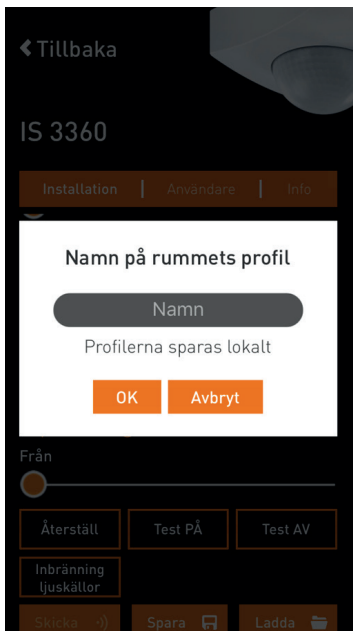 Tillbaka
IS 3360
Installation | Användare | Info
Namn på rummets profil
Namn
Profilerna sparas lokalt
OK Avbryt
Från
Återställ Test PÅ Test AV
Inbränning
ljuskällor
Skicka Spara Ladda